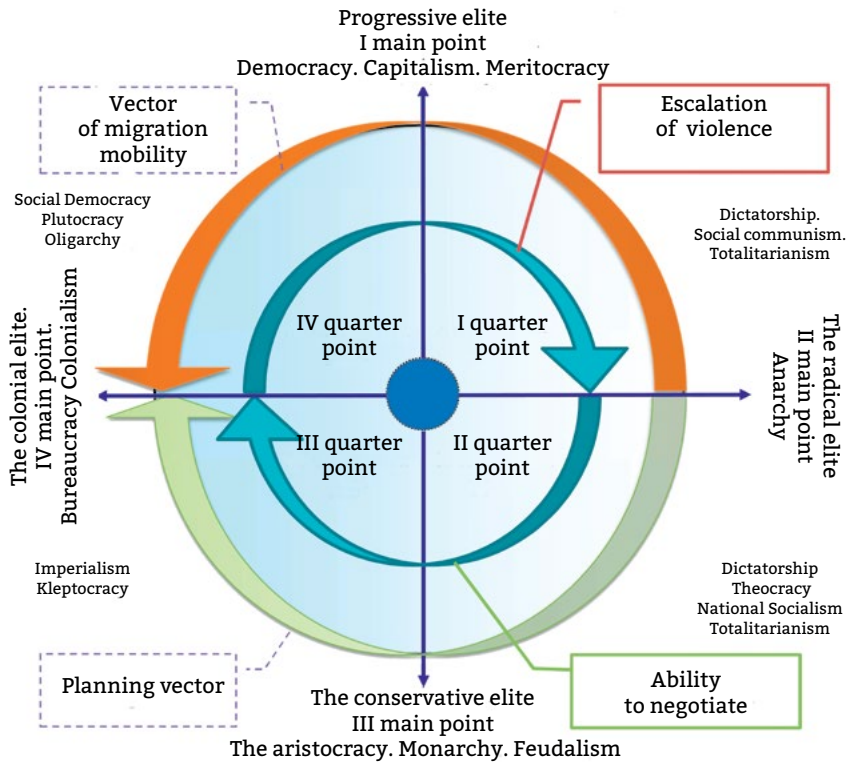 Progressive elite
I main point
Democracy. Capitalism. Meritocracy
Vector
of migration
mobility
Escalation
of violence
Social Democracy
Plutocracy
Oligarchy
Dictatorship.
Social communism.
Totalitarianism
The colonial elite.
IV main point.
Bureaucracy Colonialism
IV quarter
point
I quarter
point
The radical elite
II main point
Anarchy
III quarter
point
II quarter
point
Imperialism
Kleptocracy
Dictatorship
Theocracy
National Socialism
Totalitarianism
Planning vector
Ability
to negotiate
The conservative elite
III main point
The aristocracy. Monarchy. Feudalism